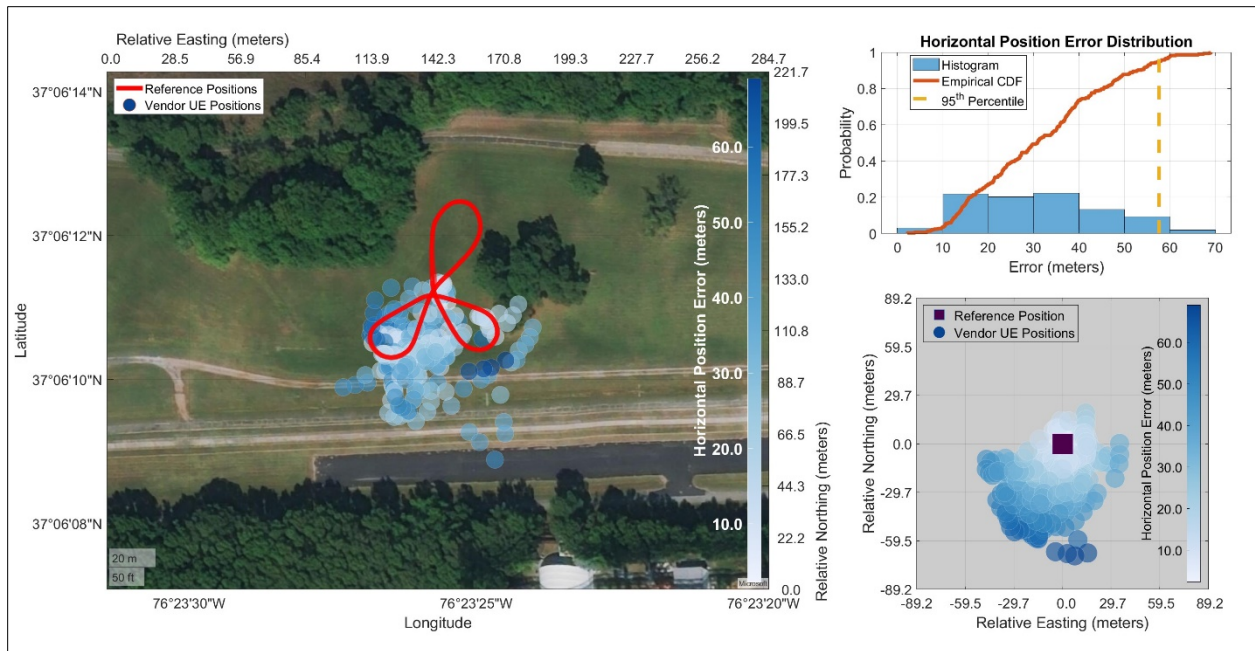 Relative Easting (meters)
0.0 28.5 56.9 85.4 113.9 142.3 170.8 199.3 227.7 256.2 284.7
Reference Positions
Vendor UE Positions
37°06'14"N
37°06'12"N
37°06'10"N
37°06'08"N
Latitude
76°23'30"W 76°23'25"W 76°23'20"W
Longitude
20 m
50 ft
Microsoft
Horizontal Position Error (meters)
60.0
50.0
40.0
30.0
20.0
10.0
221.7
199.5
177.3
155.2
133.0
110.8
88.7
66.5
44.3
22.2
0.0
Relative Northing (meters)
Horizontal Position Error Distribution
Histogram
Empirical CDF
95th Percentile
1
0.8
0.6
0.4
0.2
0
Probability
0 10 20 30 40 50 60 70
Error (meters)
Reference Position
Vendor UE Positions
89.2
59.5
29.7
0.0
-29.7
-59.5
-89.2
Relative Northing (meters)
-89.2 -59.5 -29.7 0.0 29.7 59.5 89.2
Relative Easting (meters)
Horizontal Position Error (meters)
60.0
50.0
40.0
30.0
20.0
10.0